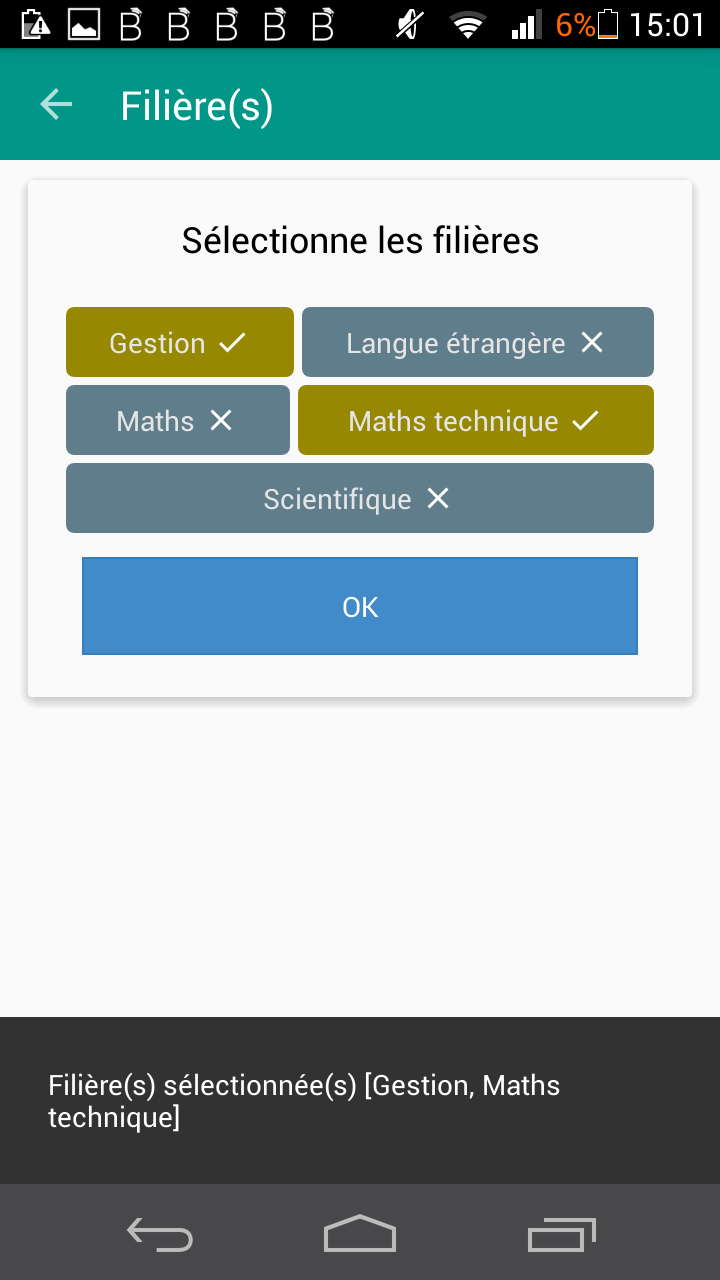 6% 15:01
Filière(s)
Sélectionne les filières
Gestion Langue étrangère
Maths Maths technique
Scientifique
OK
Filière(s) sélectionnée(s) [Gestion, Maths
technique]